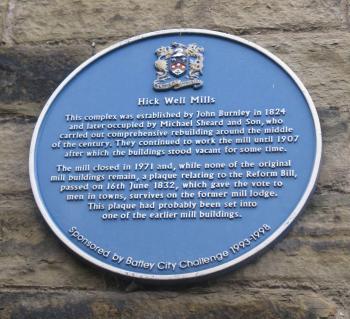 Hick Well Mills
This complex was established by John Burnley in 1824
and later occupied by Michael Sheard and Son, who
carried out comprehensive rebuilding around the middle
of the century. They continued to work the mill until 1907
after which the buildings stood vacant for some time.
The mill closed in 1971 and, while none of the original
mill buildings remain, a plaque relating to the Reform Bill,
passed on 16th June 1832, which gave the vote to
men in towns, survives on the former mill lodge.
This plaque had probably been set into
one of the earlier mill buildings.
Sponsored by Batley City Challenge 1993-1998